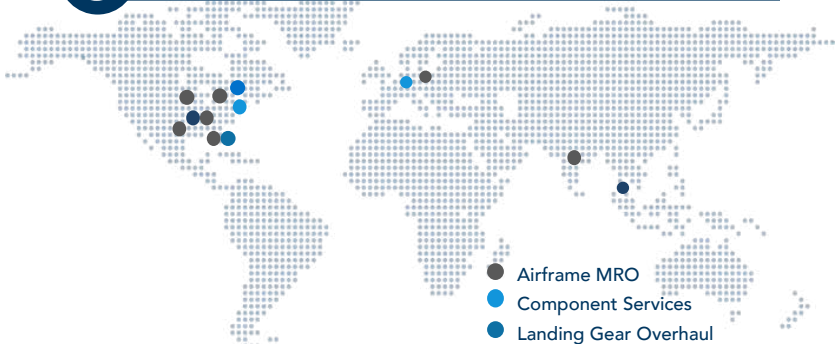 Airframe MRO
Component Services
Landing Gear Overhaul